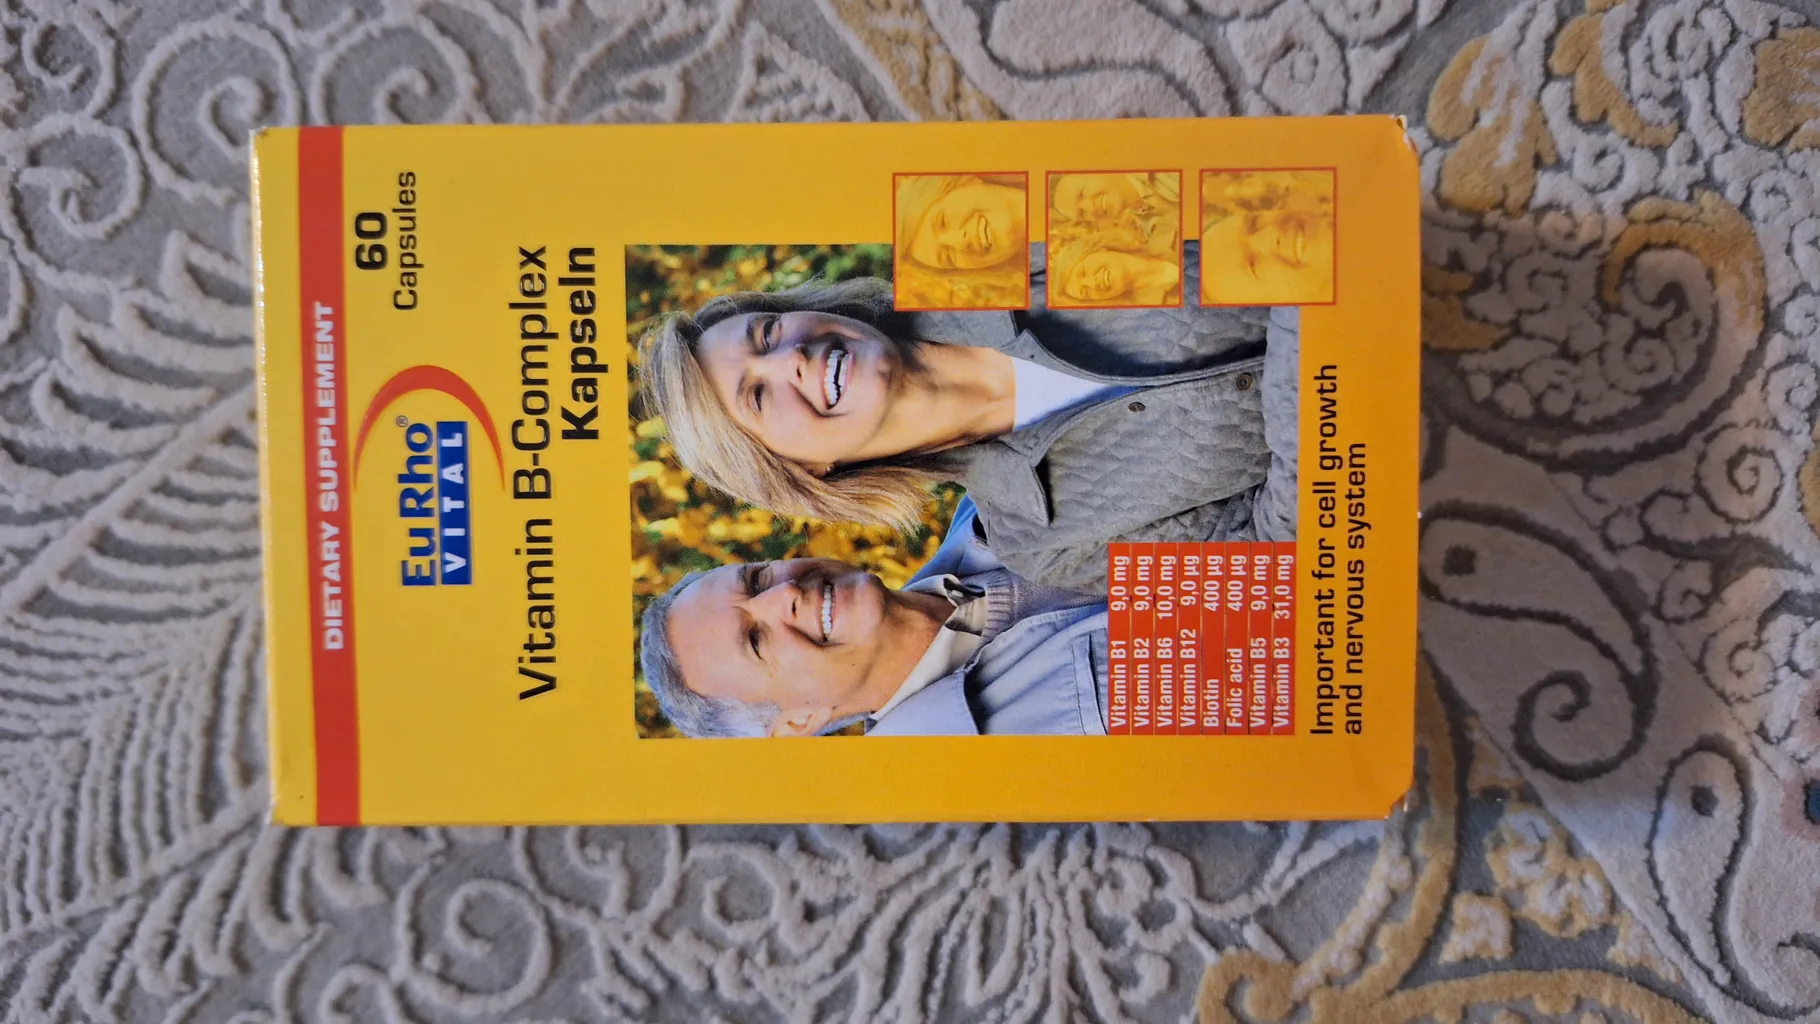 DIETARY SUPPLEMENT
60
Capsules
EuRho®
VITAL
Vitamin B-Complex
Kapseln
Vitamin B1 9,0 mg
Vitamin B2 9,0 mg
Vitamin B6 10,0 mg
Vitamin B12 9,0 µg
Biotin 400 µg
Folic acid 400 µg
Vitamin B5 9,0 mg
Vitamin B3 31,0 mg
Important for cell growth
and nervous system